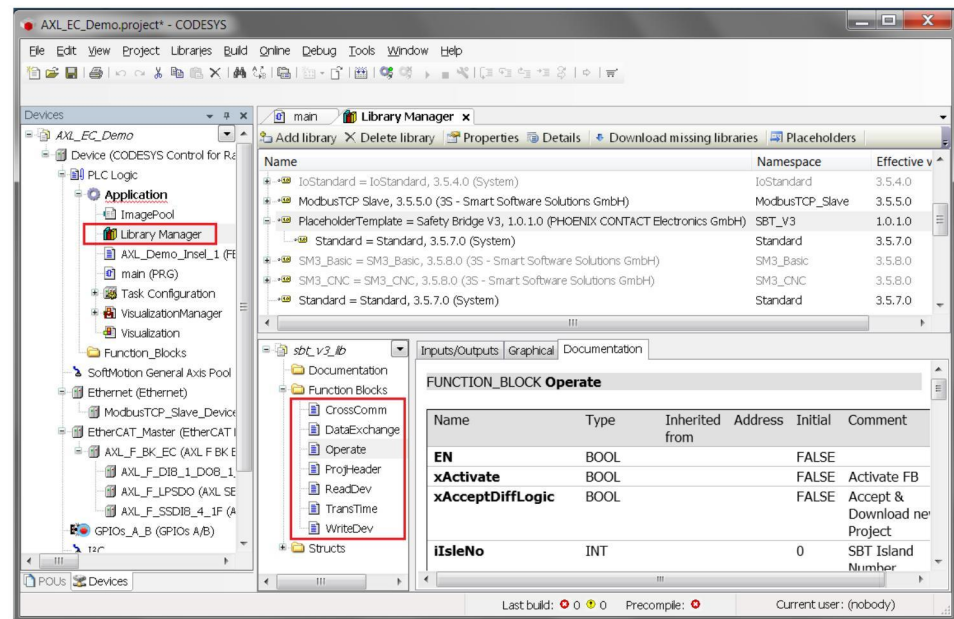 AXL_EC_Demo.project* - CODESYS
File Edit View Project Libraries Build Online Debug Tools Window Help
Devices
AXL_EC_Demo
Device (CODESYS Control for Ra
PLC Logic
Application
ImagePool
Library Manager
AXL_Demo_Insel_1 (FE
main (PRG)
Task Configuration
VisualizationManager
Visualization
Function_Blocks
SoftMotion General Axis Pool
Ethernet (Ethernet)
ModbusTCP_Slave_Device
EtherCAT_Master (EtherCAT
AXL_F_BK_EC (AXL F BK E
AXL_F_DI8_1_DO8_1_
AXL_F_LPSDO (AXL SE
AXL_F_SSDI8_4_1F (A
GPIOs_A_B (GPIOs A/B)
I²C
POUs Devices
main Library Manager
Add library Delete library Properties Details Download missing libraries Placeholders
Name Namespace Effective v
IoStandard = IoStandard, 3.5.4.0 (System) IoStandard 3.5.4.0
ModbusTCP Slave, 3.5.5.0 (3S - Smart Software Solutions GmbH) ModbusTCP_Slave 3.5.5.0
PlaceholderTemplate = Safety Bridge V3, 1.0.1.0 (PHOENIX CONTACT Electronics GmbH) SBT_V3 1.0.1.0
Standard = Standard, 3.5.7.0 (System) Standard 3.5.7.0
SM3_Basic = SM3_Basic, 3.5.8.0 (3S - Smart Software Solutions GmbH) SM3_Basic 3.5.8.0
SM3_CNC = SM3_CNC, 3.5.8.0 (3S - Smart Software Solutions GmbH) SM3_CNC 3.5.8.0
Standard = Standard, 3.5.7.0 (System) Standard 3.5.7.0
sbt_v3_lib
Documentation
Function Blocks
CrossComm
DataExchange
Operate
ProjHeader
ReadDev
TransTime
WriteDev
Structs
Inputs/Outputs Graphical Documentation
FUNCTION_BLOCK Operate
Name Type Inherited from Address Initial Comment
EN BOOL FALSE
xActivate BOOL FALSE Activate FB
xAcceptDiffLogic BOOL FALSE Accept &
Download ne
Project
iIsleNo INT 0 SBT Island
Number
Last build: 0 0 Precompile: Current user: (nobody)